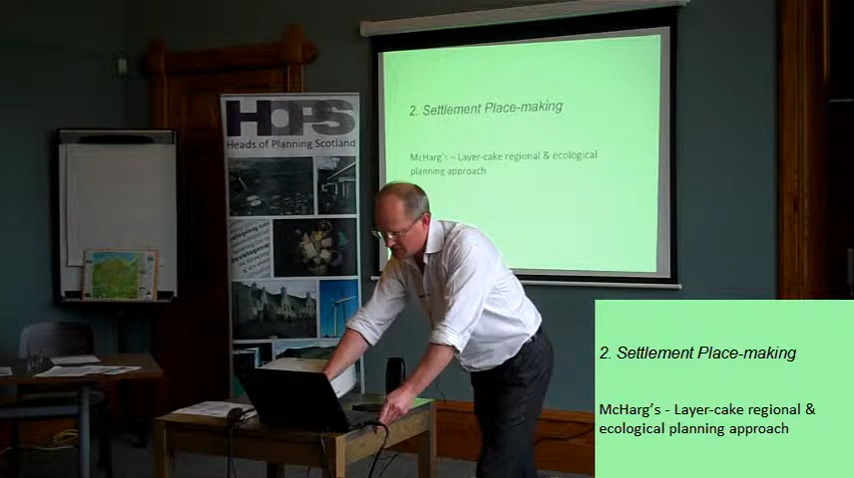 HOPS
Heads of Planning Scotland
2. Settlement Place-making
McHarg's – Layer-cake regional & ecological
planning approach
2. Settlement Place-making
McHarg's - Layer-cake regional &
ecological planning approach